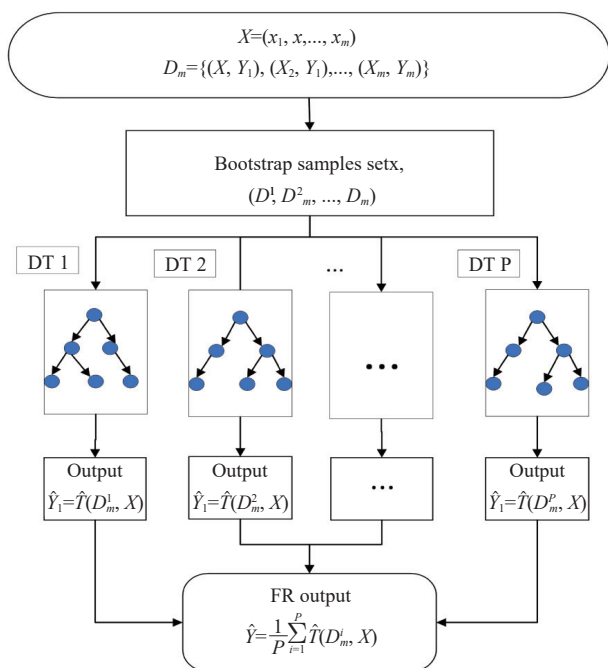 X=(x₁, x,..., xₘ)
Dₘ={(X, Y₁), (X₂, Y₁),..., (Xₘ, Yₘ)}
Bootstrap samples setx,
(D¹, D²ₘ, ..., Dₘ)
DT 1
DT 2
...
DT P
...
Output
Ŷ₁=T̂(D¹ₘ, X)
Output
Ŷ₁=T̂(D²ₘ, X)
...
Output
Ŷ₁=T̂(Dᴾₘ, X)
FR output
Ŷ=1/P ∑ᵢ₌₁ᴾ T̂(Dⁱₘ, X)